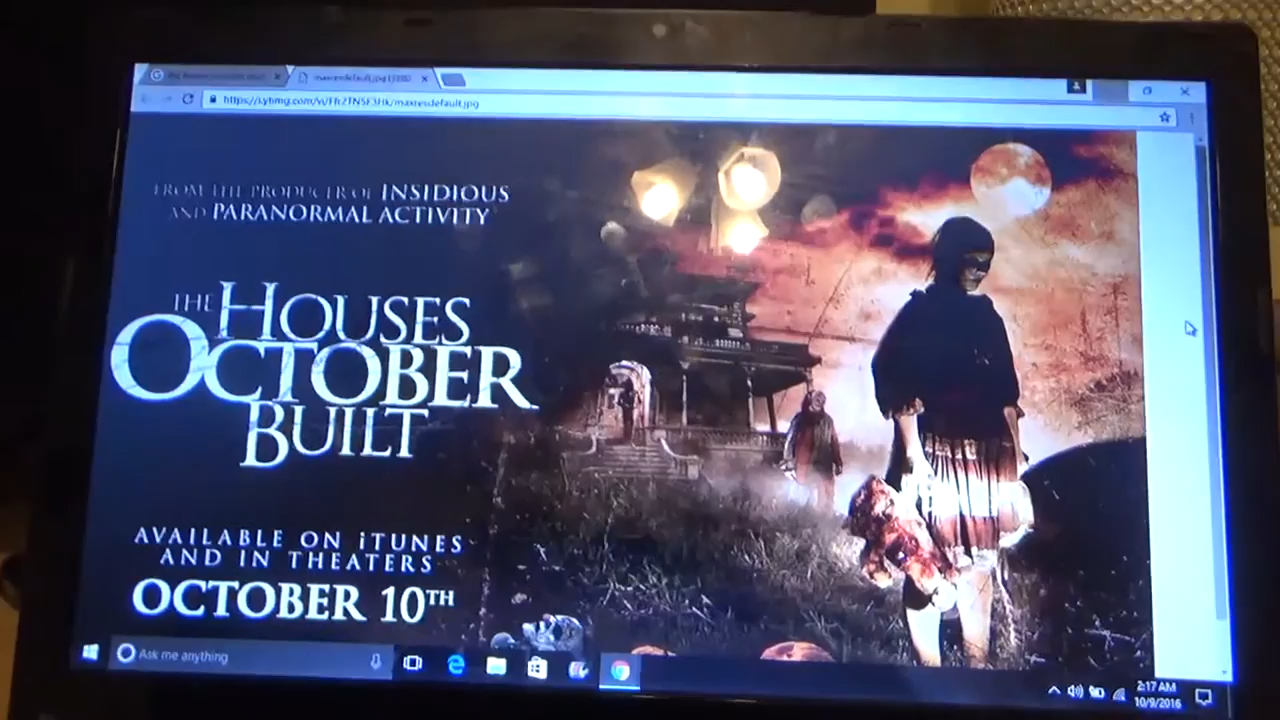 https://i.ytimg.com
maxresdefault.jpg
FROM THE PRODUCER OF INSIDIOUS
AND PARANORMAL ACTIVITY
THE HOUSES
OCTOBER
BUILT
AVAILABLE ON iTUNES
AND IN THEATERS
OCTOBER 10TH
Ask me anything
2:17 AM
10/9/2016